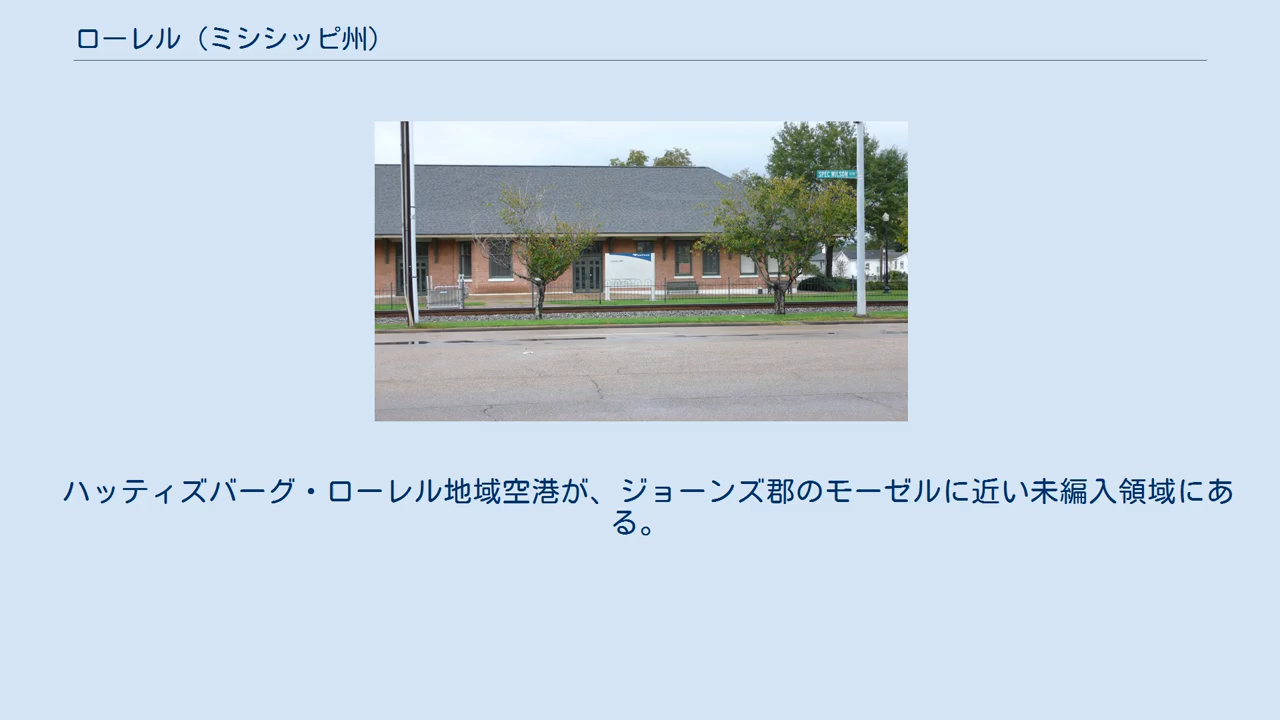 ローレル（ミシシッピ州）
SPEC WILSON
ハッティズバーグ・ローレル地域空港が、ジョーンズ郡のモーゼルに近い未編入領域にあ
る。